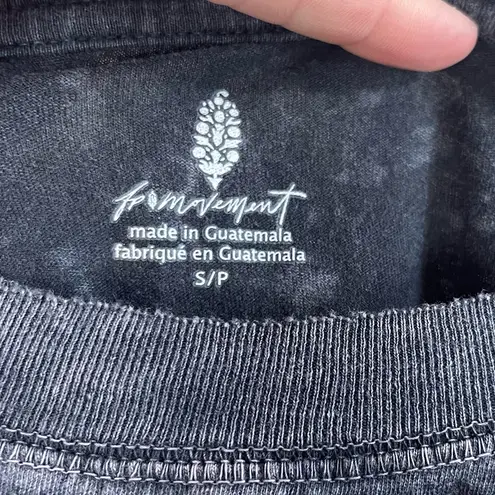 fp movement
made in Guatemala
fabriqué en Guatemala
S/P